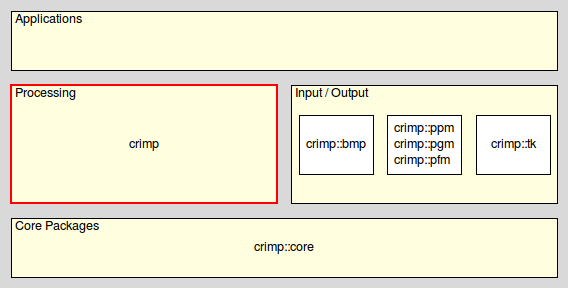 Applications
Processing
crimp
Input / Output
crimp::bmp
crimp::ppm
crimp::pgm
crimp::pfm
crimp::tk
Core Packages
crimp::core